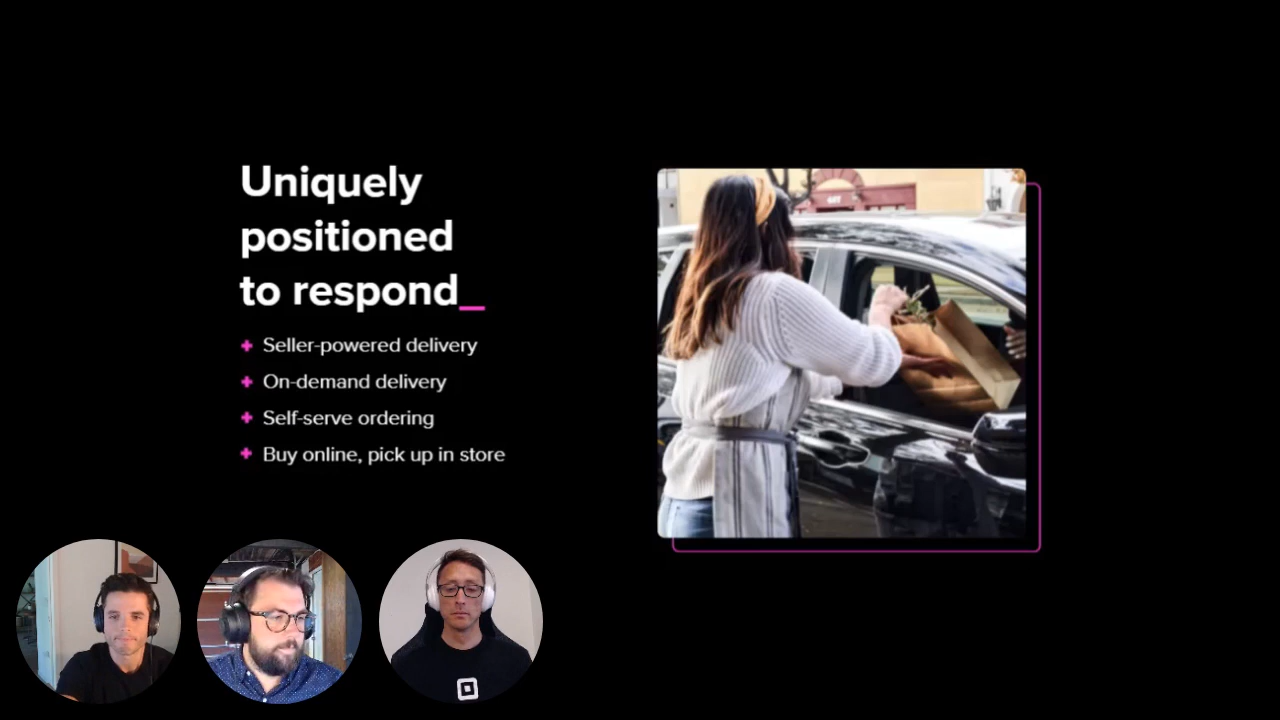 Uniquely
positioned
to respond_
Seller-powered delivery
On-demand delivery
Self-serve ordering
Buy online, pick up in store